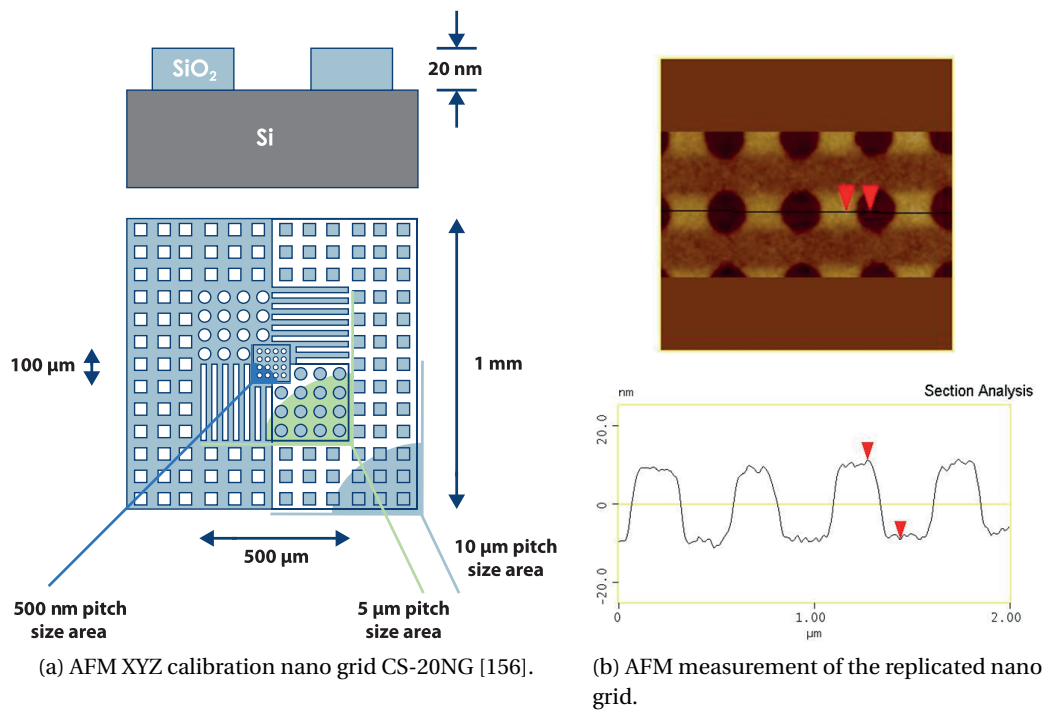 SiO₂
20 nm
Si
100 µm
1 mm
500 µm
10 µm pitch
size area
500 nm pitch
size area
5 µm pitch
size area
(a) AFM XYZ calibration nano grid CS-20NG [156].
nm
Section Analysis
20.0
0
-20.0
0
1.00
2.00
µm
(b) AFM measurement of the replicated nano
grid.